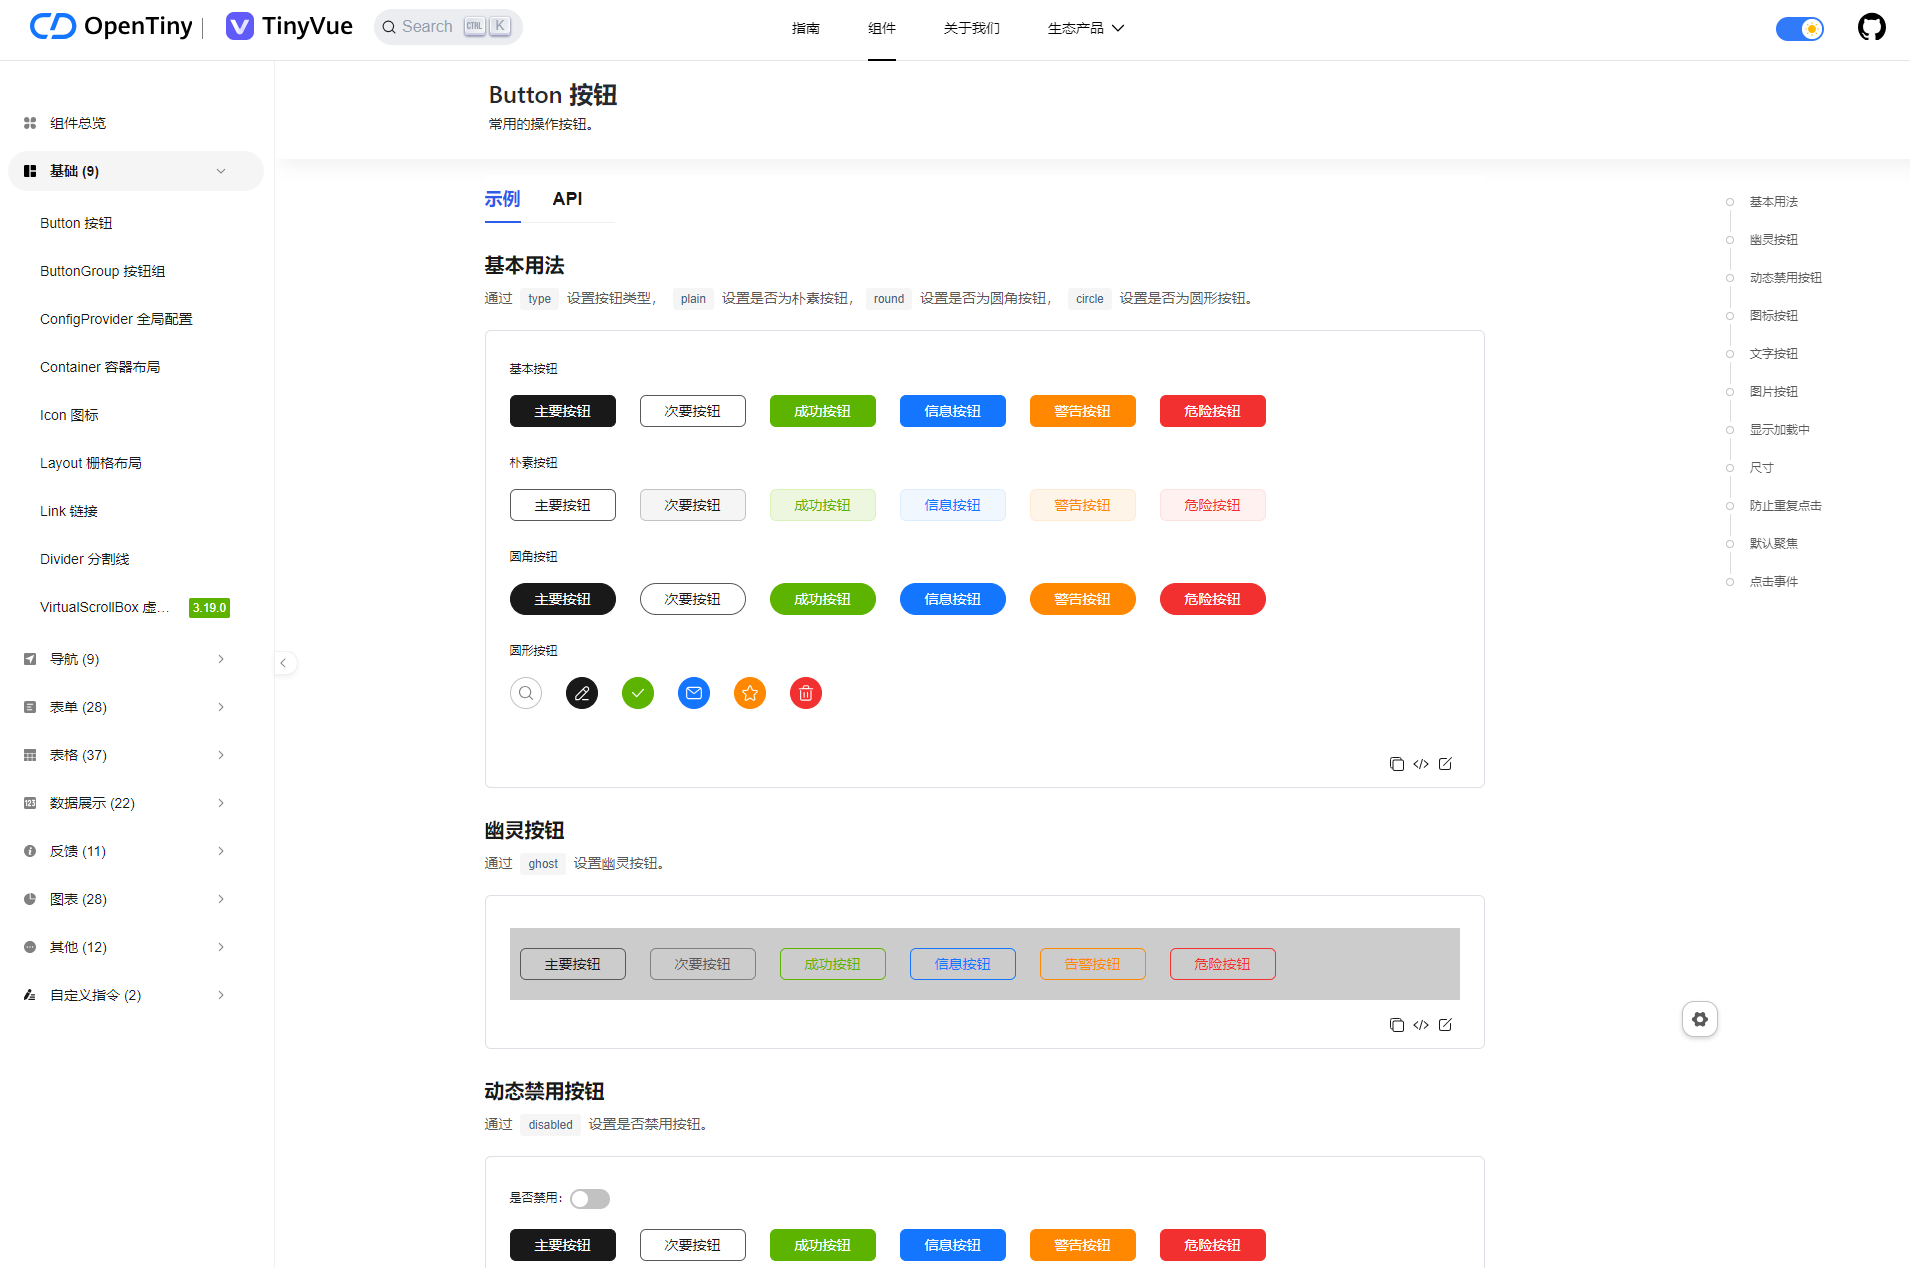 OpenTiny | TinyVue Search CTRL K 指南 组件 关于我们 生态产品
组件总览
基础 (9)
Button 按钮
ButtonGroup 按钮组
ConfigProvider 全局配置
Container 容器布局
Icon 图标
Layout 栅格布局
Link 链接
Divider 分割线
VirtualScrollBox 虚... 3.19.0
导航 (9)
表单 (28)
表格 (37)
数据展示 (22)
反馈 (11)
图表 (28)
其他 (12)
自定义指令 (2)
Button 按钮
常用的操作按钮。
示例 API
基本用法
通过 type 设置按钮类型， plain 设置是否为朴素按钮， round 设置是否为圆角按钮， circle 设置是否为圆形按钮。
基本按钮
主要按钮 次要按钮 成功按钮 信息按钮 警告按钮 危险按钮
朴素按钮
主要按钮 次要按钮 成功按钮 信息按钮 警告按钮 危险按钮
圆角按钮
主要按钮 次要按钮 成功按钮 信息按钮 警告按钮 危险按钮
圆形按钮
幽灵按钮
通过 ghost 设置幽灵按钮。
主要按钮 次要按钮 成功按钮 信息按钮 告警按钮 危险按钮
动态禁用按钮
通过 disabled 设置是否禁用按钮。
是否禁用：
主要按钮 次要按钮 成功按钮 信息按钮 警告按钮 危险按钮
基本用法
幽灵按钮
动态禁用按钮
图标按钮
文字按钮
图片按钮
显示加载中
尺寸
防止重复点击
默认聚焦
点击事件